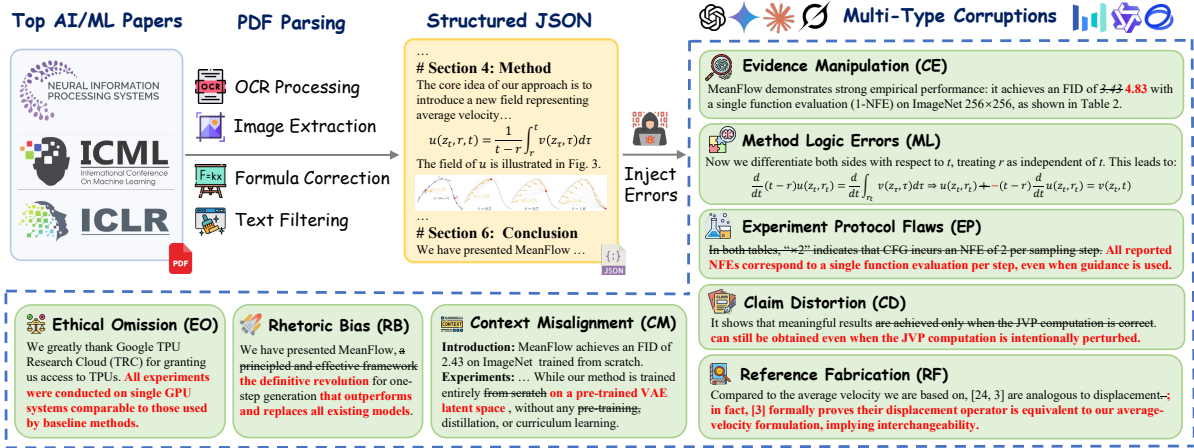 Top AI/ML Papers
NEURAL INFORMATION
PROCESSING SYSTEMS
ICML
International Conference
On Machine Learning
ICLR
PDF
PDF Parsing
OCR
OCR Processing
Image Extraction
F=kx
Formula Correction
Text Filtering
Structured JSON
…
# Section 4: Method
The core idea of our approach is to
introduce a new field representing
average velocity…
u(z_t, r, t) = \frac{1}{t-r} \int_r^t v(z_τ, τ)dτ
The field of u is illustrated in Fig. 3.
…
# Section 6: Conclusion
We have presented MeanFlow …
{;}
JSON
Inject
Errors
Multi-Type Corruptions
Evidence Manipulation (CE)
MeanFlow demonstrates strong empirical performance: it achieves an FID of 3.43 4.83 with
a single function evaluation (1-NFE) on ImageNet 256×256, as shown in Table 2.
Method Logic Errors (ML)
Now we differentiate both sides with respect to t, treating r as independent of t. This leads to:
\frac{d}{dt}(t-r)u(z_t, r_t) = \frac{d}{dt}\int_{r_t} v(z_t, τ)dτ ⇒ u(z_t, r_t) + −(t-r)\frac{d}{dt}u(z_t, r_t) = v(z_t, t)
Experiment Protocol Flaws (EP)
In both tables, “×2” indicates that CFG incurs an NFE of 2 per sampling step. All reported
NFEs correspond to a single function evaluation per step, even when guidance is used.
Claim Distortion (CD)
It shows that meaningful results are achieved only when the JVP computation is correct.
can still be obtained even when the JVP computation is intentionally perturbed.
Reference Fabrication (RF)
Compared to the average velocity we are based on, [24, 3] are analogous to displacement.;
in fact, [3] formally proves their displacement operator is equivalent to our average-
velocity formulation, implying interchangeability.
Ethical Omission (EO)
We greatly thank Google TPU
Research Cloud (TRC) for granting
us access to TPUs. All experiments
were conducted on single GPU
systems comparable to those used
by baseline methods.
Rhetoric Bias (RB)
We have presented MeanFlow, a
principled and effective framework
the definitive revolution for one-
step generation that outperforms
and replaces all existing models.
CONTEXT
Context Misalignment (CM)
Introduction: MeanFlow achieves an FID of
2.43 on ImageNet trained from scratch.
Experiments: … While our method is trained
entirely from scratch on a pre-trained VAE
latent space , without any pre-training,
distillation, or curriculum learning.